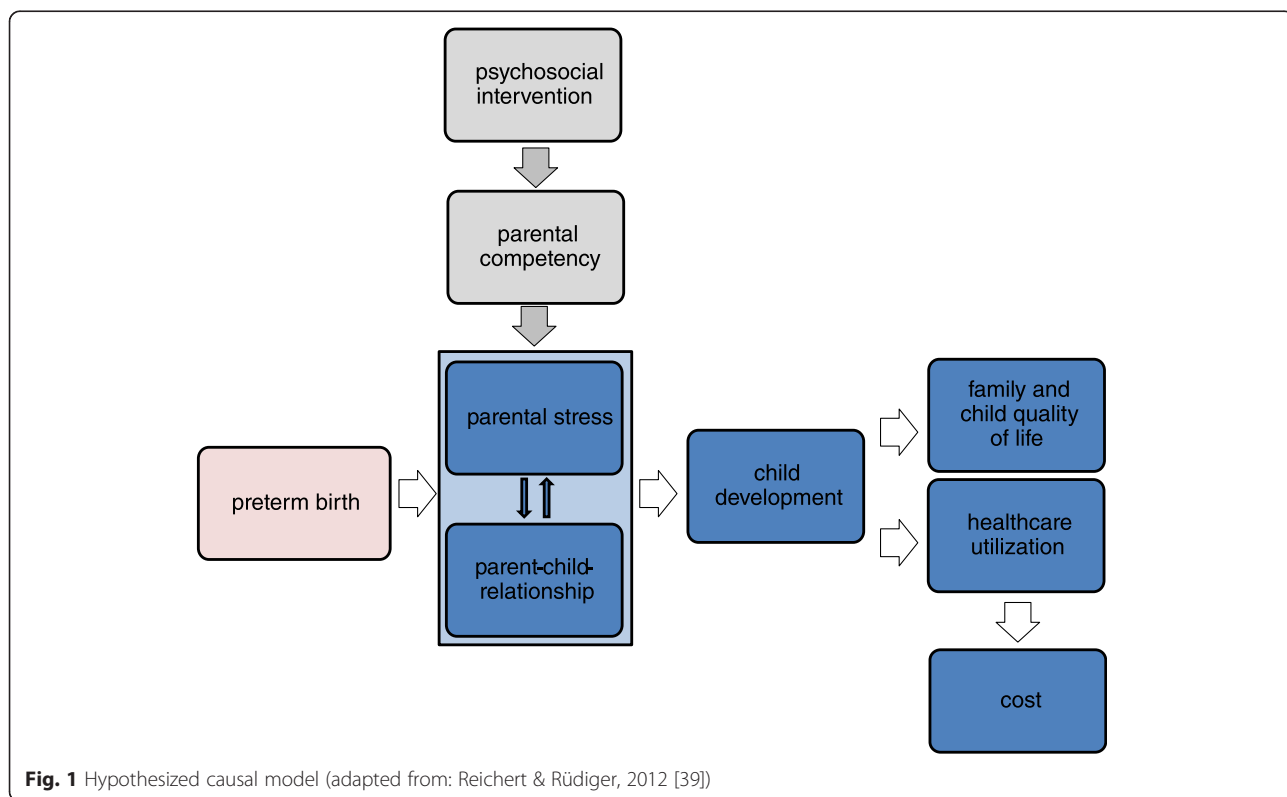 psychosocial
intervention
parental
competency
parental stress
preterm birth
parent-child-
relationship
child
development
family and
child quality
of life
healthcare
utilization
cost
Fig. 1 Hypothesized causal model (adapted from: Reichert & Rüdiger, 2012 [39])